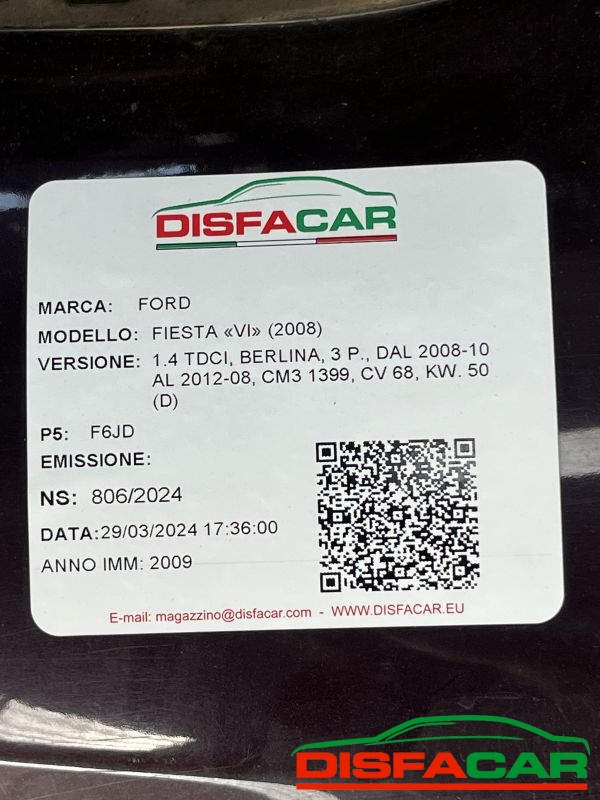 DISFACAR
MARCA: FORD
MODELLO: FIESTA «VI» (2008)
VERSIONE: 1.4 TDCI, BERLINA, 3 P., DAL 2008-10
AL 2012-08, CM3 1399, CV 68, KW. 50
(D)
P5: F6JD
EMISSIONE:
NS: 806/2024
DATA:29/03/2024 17:36:00
ANNO IMM: 2009
E-mail: magazzino@disfacar.com - WWW.DISFACAR.EU
DISFACAR